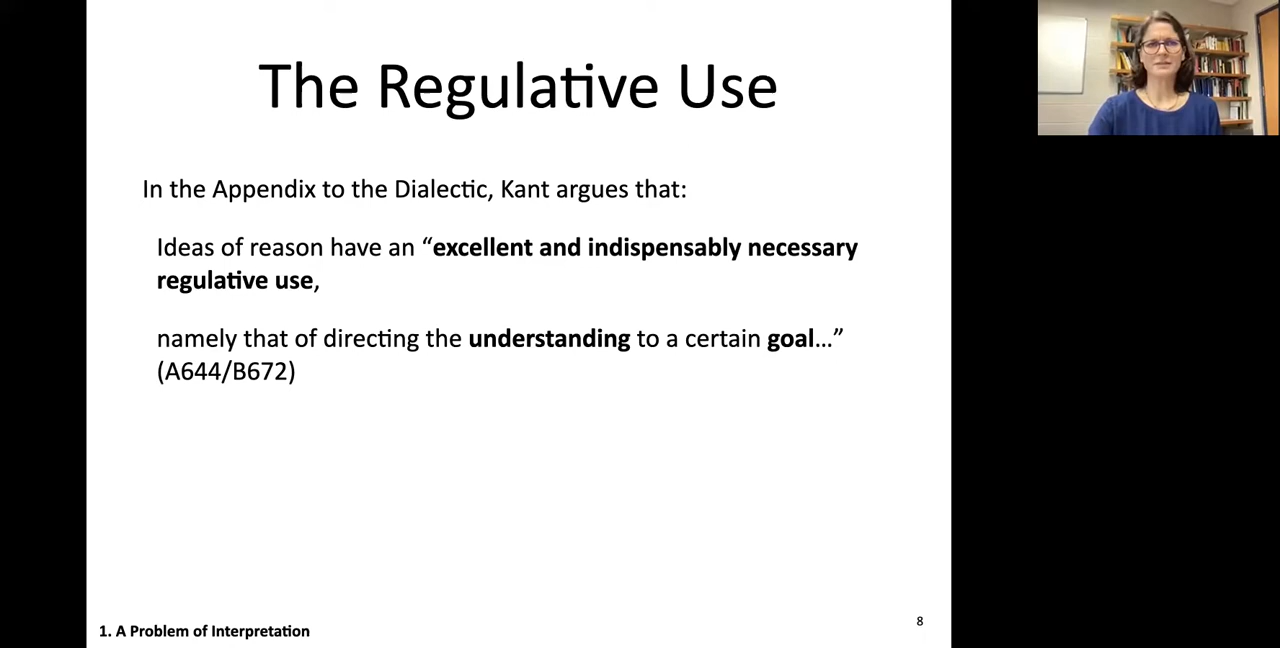 The Regulative Use
In the Appendix to the Dialectic, Kant argues that:
Ideas of reason have an “excellent and indispensably necessary
regulative use,
namely that of directing the understanding to a certain goal…”
(A644/B672)
1. A Problem of Interpretation
8